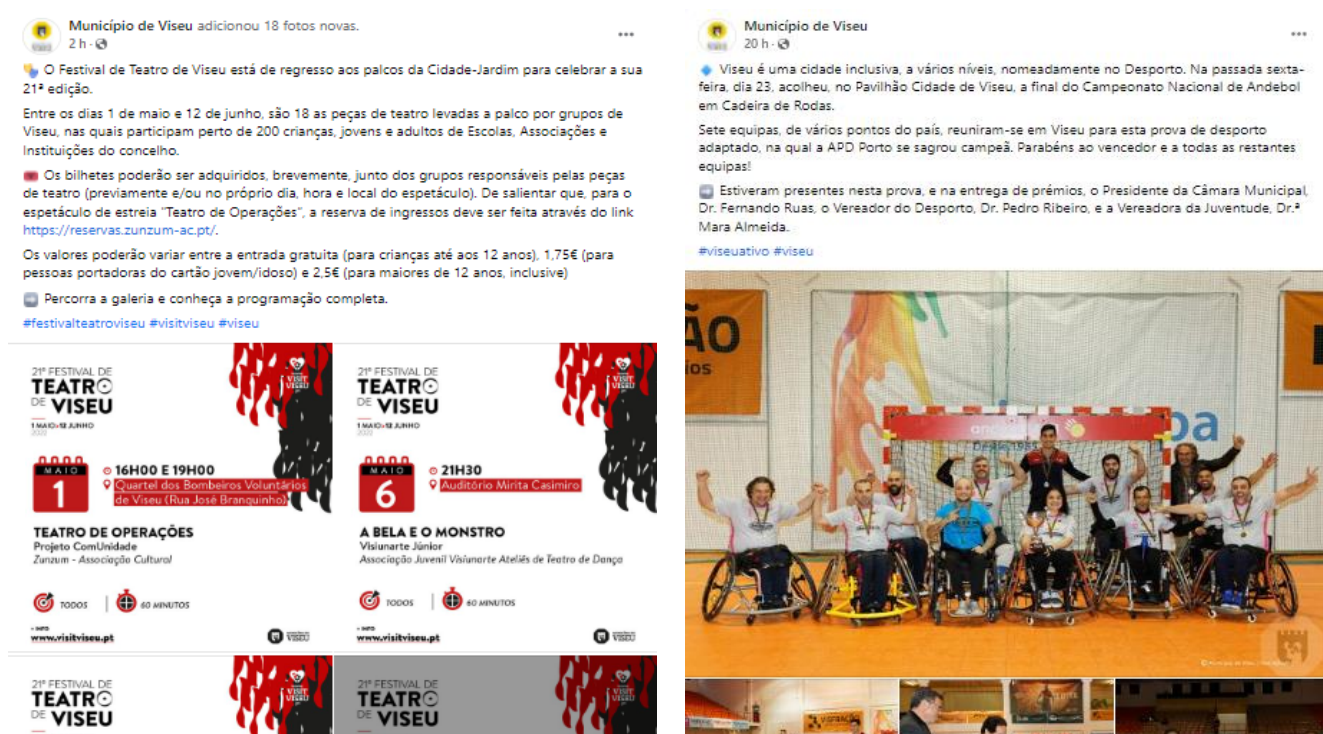 Município de Viseu adicionou 18 fotos novas.
2 h ·
O Festival de Teatro de Viseu está de regresso aos palcos da Cidade-Jardim para celebrar a sua
21ª edição.
Entre os dias 1 de maio e 12 de junho, são 18 as peças de teatro levadas a palco por grupos de
Viseu, nas quais participam perto de 200 crianças, jovens e adultos de Escolas, Associações e
Instituições do concelho.
Os bilhetes poderão ser adquiridos, brevemente, junto dos grupos responsáveis pelas peças
de teatro (previamente e/ou no próprio dia, hora e local do espetáculo). De salientar que, para o
espetáculo de estreia "Teatro de Operações", a reserva de ingressos deve ser feita através do link
https://reservas.zunzum-ac.pt/.
Os valores poderão variar entre a entrada gratuita (para crianças até aos 12 anos), 1,75€ (para
pessoas portadoras do cartão jovem/idoso) e 2,5€ (para maiores de 12 anos, inclusive)
Percorra a galeria e conheça a programação completa.
#festivalteatroviseu #visitviseu #viseu
21º FESTIVAL DE
TEATRO
DE VISEU
1 MAIO>12 JUNHO
VISIT
VISEU
MAIO
1
16H00 E 19H00
Quartel dos Bombeiros Voluntários
de Viseu (Rua José Branquinho)
TEATRO DE OPERAÇÕES
Projeto ComUnidade
Zunzum - Associação Cultural
TODOS
60 MINUTOS
+ INFO
www.visitviseu.pt
VISEU
21º FESTIVAL DE
TEATRO
DE VISEU
1 MAIO>12 JUNHO
VISIT
VISEU
MAIO
6
21H30
Auditório Mirita Casimiro
A BELA E O MONSTRO
Visiunarte Júnior
Associação Juvenil Visiunarte Ateliês de Teatro de Dança
TODOS
60 MINUTOS
+ INFO
www.visitviseu.pt
VISEU
21º FESTIVAL DE
TEATRO
DE VISEU
VISIT
VISEU
21º FESTIVAL DE
TEATRO
DE VISEU
VISIT
VISEU
Município de Viseu
20 h ·
Viseu é uma cidade inclusiva, a vários níveis, nomeadamente no Desporto. Na passada sexta-
feira, dia 23, acolheu, no Pavilhão Cidade de Viseu, a final do Campeonato Nacional de Andebol
em Cadeira de Rodas.
Sete equipas, de vários pontos do país, reuniram-se em Viseu para esta prova de desporto
adaptado, na qual a APD Porto se sagrou campeã. Parabéns ao vencedor e a todas as restantes
equipas!
Estiveram presentes nesta prova, e na entrega de prémios, o Presidente da Câmara Municipal,
Dr. Fernando Ruas, o Vereador do Desporto, Dr. Pedro Ribeiro, e a Vereadora da Juventude, Dr.ª
Mara Almeida.
#viseuativo #viseu
ÃO
ios
pa